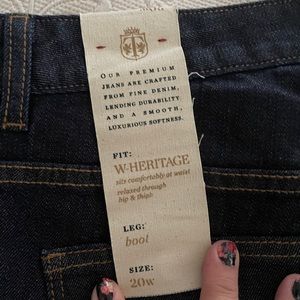 OUR PREMIUM
JEANS ARE CRAFTED
FROM FINE DENIM,
LENDING DURABILITY
AND A SMOOTH,
LUXURIOUS SOFTNESS.
FIT:
W-HERITAGE
sits comfortably at waist
relaxed through
hip & thigh
LEG:
boot
SIZE:
20w